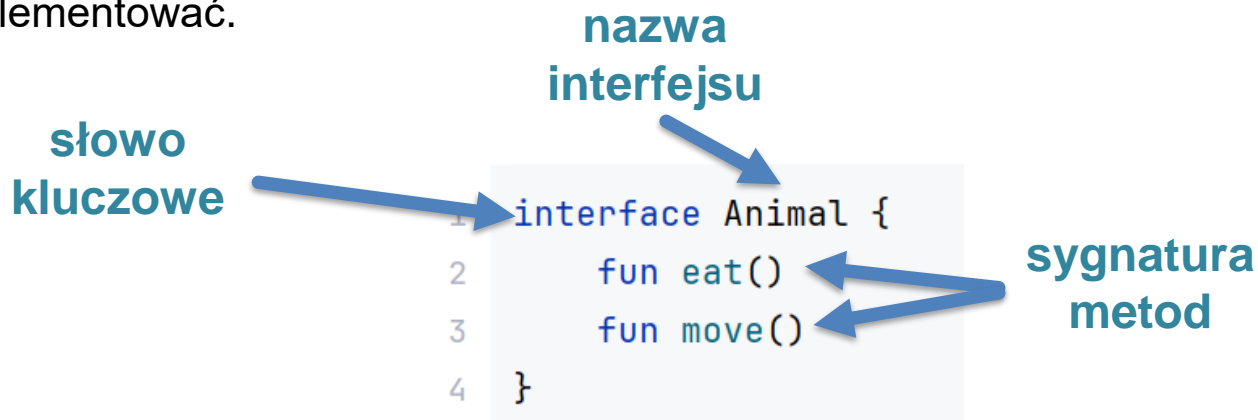 lementować.
nazwa
interfejsu
słowo
kluczowe
1 interface Animal {
2 fun eat()
3 fun move()
4 }
sygnatura
metod